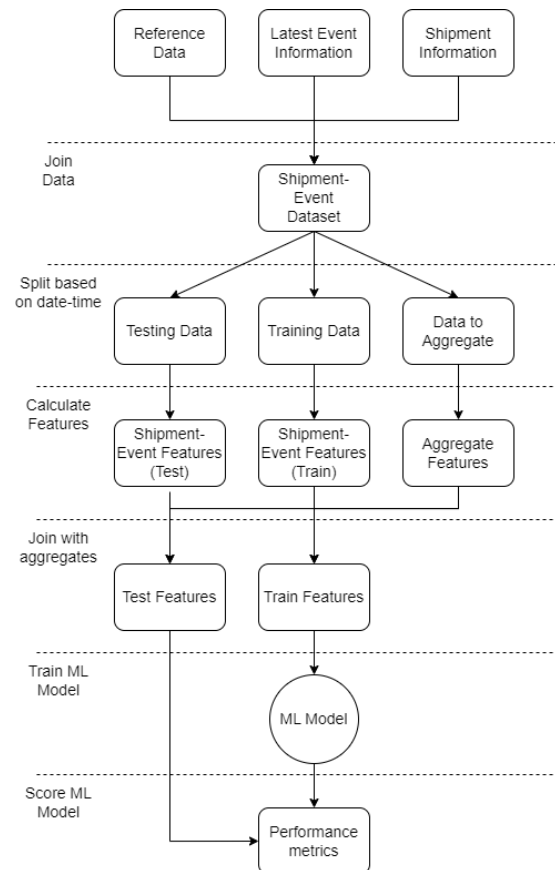 Reference
Data
Latest Event
Information
Shipment
Information
Join
Data
Shipment-
Event
Dataset
Split based
on date-time
Testing Data
Training Data
Data to
Aggregate
Calculate
Features
Shipment-
Event Features
(Test)
Shipment-
Event Features
(Train)
Aggregate
Features
Join with
aggregates
Test Features
Train Features
Train ML
Model
ML Model
Score ML
Model
Performance
metrics